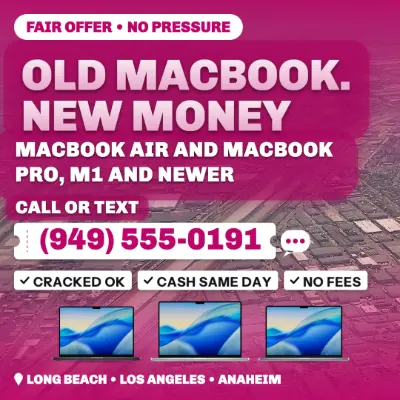 FAIR OFFER • NO PRESSURE
OLD MACBOOK.
NEW MONEY
MACBOOK AIR AND MACBOOK
PRO, M1 AND NEWER
CALL OR TEXT
(949) 555-0191
✓ CRACKED OK ✓ CASH SAME DAY ✓ NO FEES
LONG BEACH • LOS ANGELES • ANAHEIM